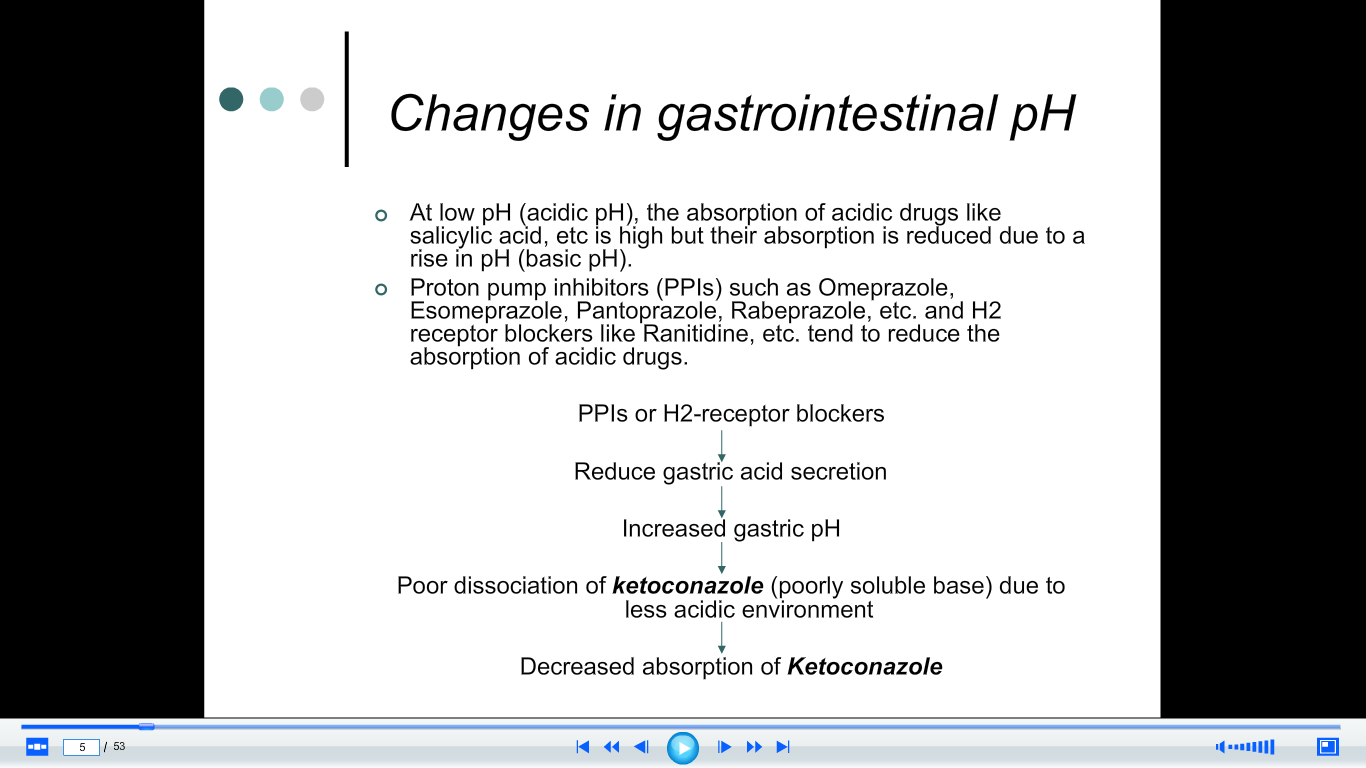 Changes in gastrointestinal pH
At low pH (acidic pH), the absorption of acidic drugs like
salicylic acid, etc is high but their absorption is reduced due to a
rise in pH (basic pH).
Proton pump inhibitors (PPIs) such as Omeprazole,
Esomeprazole, Pantoprazole, Rabeprazole, etc. and H2
receptor blockers like Ranitidine, etc. tend to reduce the
absorption of acidic drugs.
PPIs or H2-receptor blockers
Reduce gastric acid secretion
Increased gastric pH
Poor dissociation of ketoconazole (poorly soluble base) due to
less acidic environment
Decreased absorption of Ketoconazole
5 / 53